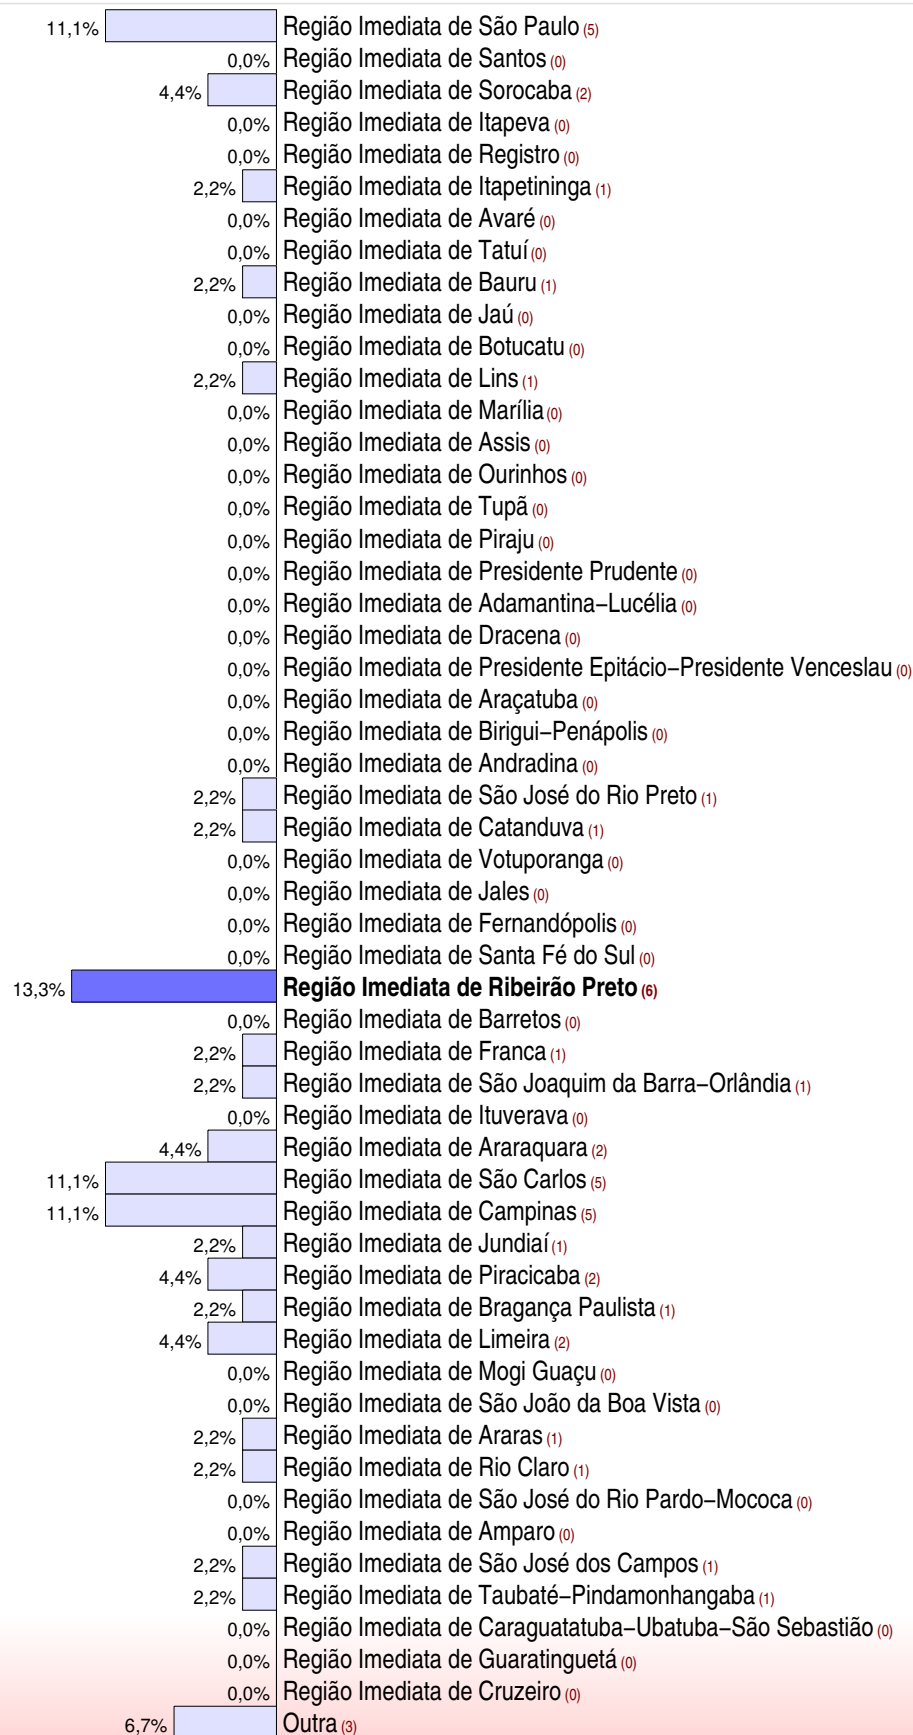 11,1% Região Imediata de São Paulo (5)
0,0% Região Imediata de Santos (0)
4,4% Região Imediata de Sorocaba (2)
0,0% Região Imediata de Itapeva (0)
0,0% Região Imediata de Registro (0)
2,2% Região Imediata de Itapetininga (1)
0,0% Região Imediata de Avaré (0)
0,0% Região Imediata de Tatuí (0)
2,2% Região Imediata de Bauru (1)
0,0% Região Imediata de Jaú (0)
0,0% Região Imediata de Botucatu (0)
2,2% Região Imediata de Lins (1)
0,0% Região Imediata de Marília (0)
0,0% Região Imediata de Assis (0)
0,0% Região Imediata de Ourinhos (0)
0,0% Região Imediata de Tupã (0)
0,0% Região Imediata de Piraju (0)
0,0% Região Imediata de Presidente Prudente (0)
0,0% Região Imediata de Adamantina–Lucélia (0)
0,0% Região Imediata de Dracena (0)
0,0% Região Imediata de Presidente Epitácio–Presidente Venceslau (0)
0,0% Região Imediata de Araçatuba (0)
0,0% Região Imediata de Birigui–Penápolis (0)
0,0% Região Imediata de Andradina (0)
2,2% Região Imediata de São José do Rio Preto (1)
2,2% Região Imediata de Catanduva (1)
0,0% Região Imediata de Votuporanga (0)
0,0% Região Imediata de Jales (0)
0,0% Região Imediata de Fernandópolis (0)
0,0% Região Imediata de Santa Fé do Sul (0)
13,3% Região Imediata de Ribeirão Preto (6)
0,0% Região Imediata de Barretos (0)
2,2% Região Imediata de Franca (1)
2,2% Região Imediata de São Joaquim da Barra–Orlândia (1)
0,0% Região Imediata de Ituverava (0)
4,4% Região Imediata de Araraquara (2)
11,1% Região Imediata de São Carlos (5)
11,1% Região Imediata de Campinas (5)
2,2% Região Imediata de Jundiaí (1)
4,4% Região Imediata de Piracicaba (2)
2,2% Região Imediata de Bragança Paulista (1)
4,4% Região Imediata de Limeira (2)
0,0% Região Imediata de Mogi Guaçu (0)
0,0% Região Imediata de São João da Boa Vista (0)
2,2% Região Imediata de Araras (1)
2,2% Região Imediata de Rio Claro (1)
0,0% Região Imediata de São José do Rio Pardo–Mococa (0)
0,0% Região Imediata de Amparo (0)
2,2% Região Imediata de São José dos Campos (1)
2,2% Região Imediata de Taubaté–Pindamonhangaba (1)
0,0% Região Imediata de Caraguatatuba–Ubatuba–São Sebastião (0)
0,0% Região Imediata de Guaratinguetá (0)
0,0% Região Imediata de Cruzeiro (0)
6,7% Outra (3)